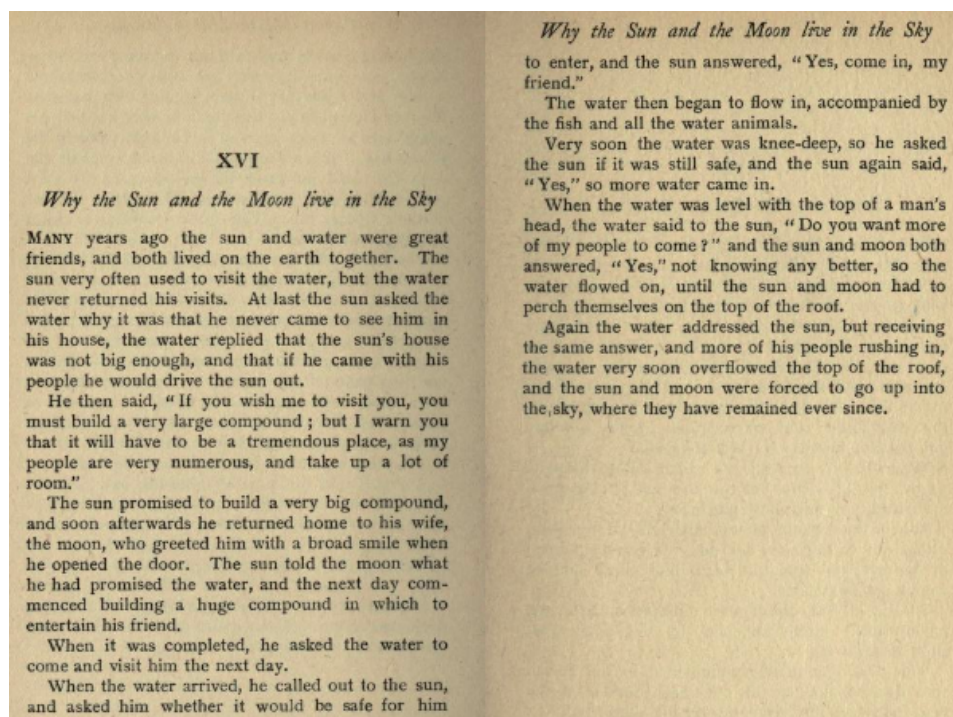 XVI
Why the Sun and the Moon live in the Sky
MANY years ago the sun and water were great
friends, and both lived on the earth together. The
sun very often used to visit the water, but the water
never returned his visits. At last the sun asked the
water why it was that he never came to see him in
his house, the water replied that the sun's house
was not big enough, and that if he came with his
people he would drive the sun out.
He then said, "If you wish me to visit you, you
must build a very large compound; but I warn you
that it will have to be a tremendous place, as my
people are very numerous, and take up a lot of
room."
The sun promised to build a very big compound,
and soon afterwards he returned home to his wife,
the moon, who greeted him with a broad smile when
he opened the door. The sun told the moon what
he had promised the water, and the next day com-
menced building a huge compound in which to
entertain his friend.
When it was completed, he asked the water to
come and visit him the next day.
When the water arrived, he called out to the sun,
and asked him whether it would be safe for him
Why the Sun and the Moon live in the Sky
to enter, and the sun answered, "Yes, come in, my
friend."
The water then began to flow in, accompanied by
the fish and all the water animals.
Very soon the water was knee-deep, so he asked
the sun if it was still safe, and the sun again said,
"Yes," so more water came in.
When the water was level with the top of a man's
head, the water said to the sun, "Do you want more
of my people to come?" and the sun and moon both
answered, "Yes," not knowing any better, so the
water flowed on, until the sun and moon had to
perch themselves on the top of the roof.
Again the water addressed the sun, but receiving
the same answer, and more of his people rushing in,
the water very soon overflowed the top of the roof,
and the sun and moon were forced to go up into
the sky, where they have remained ever since.